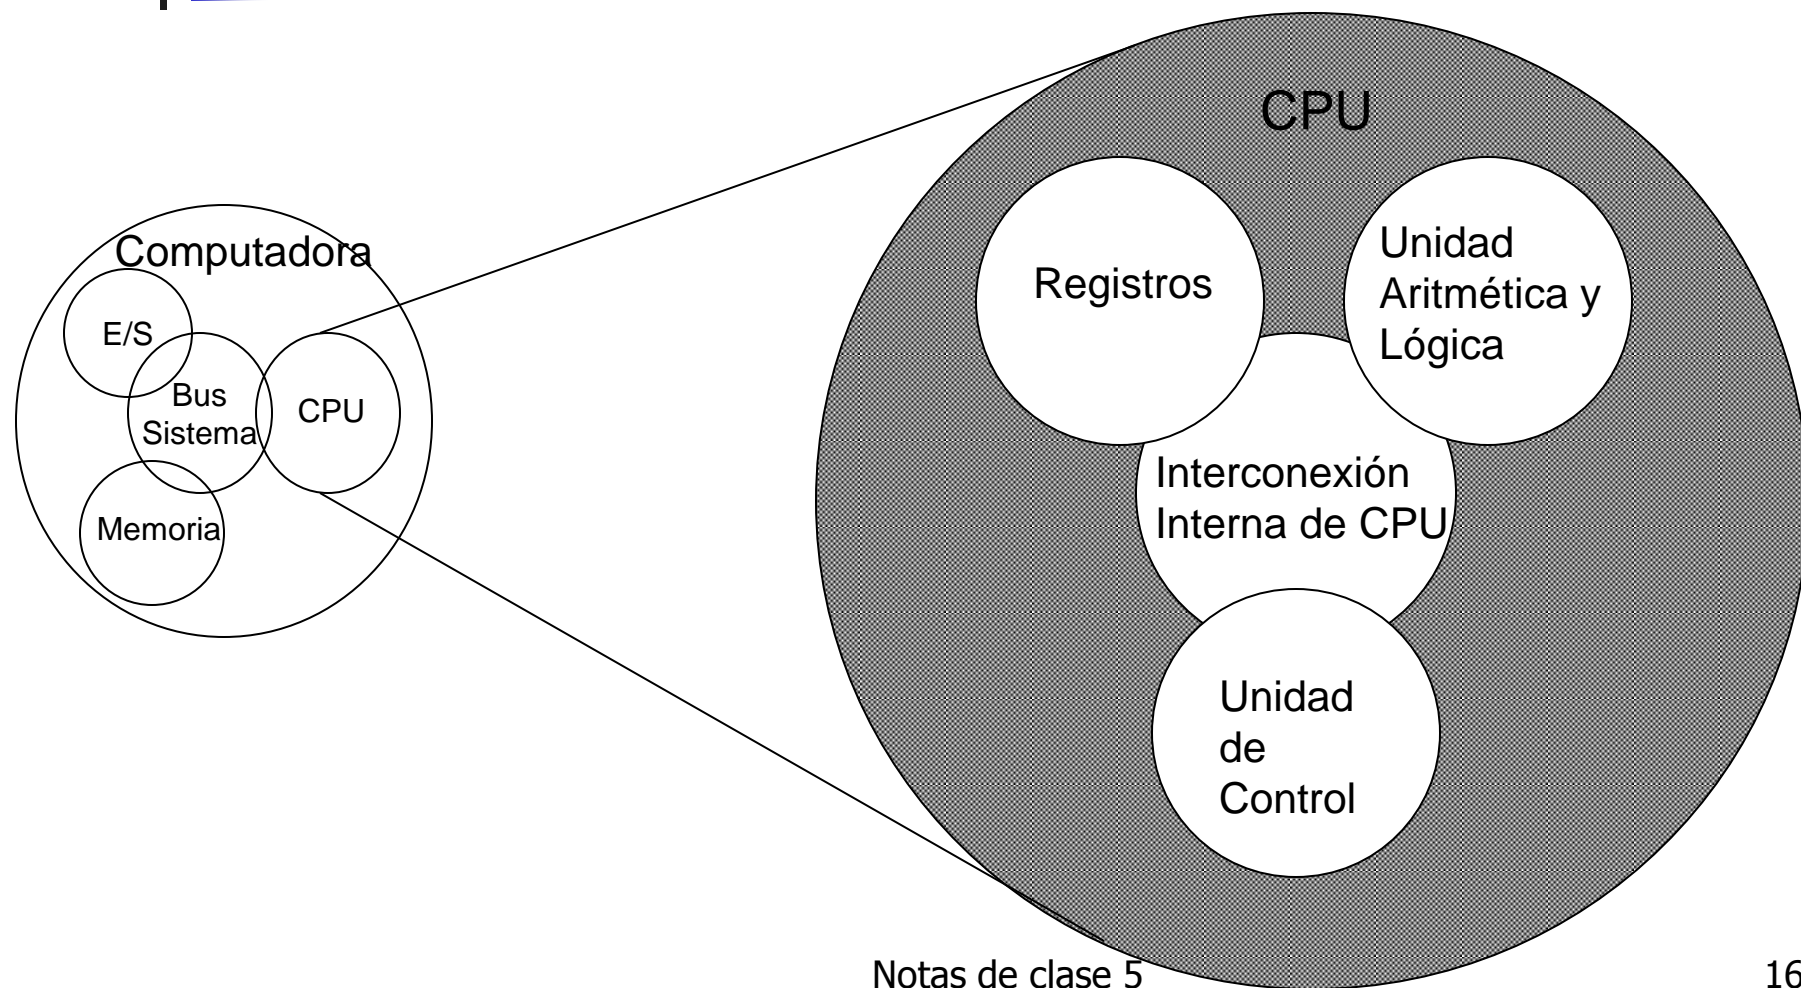 Computadora
E/S
Bus
Sistema
CPU
Memoria
CPU
Registros
Unidad
Aritmética y
Lógica
Interconexión
Interna de CPU
Unidad
de
Control
Notas de clase 5
16